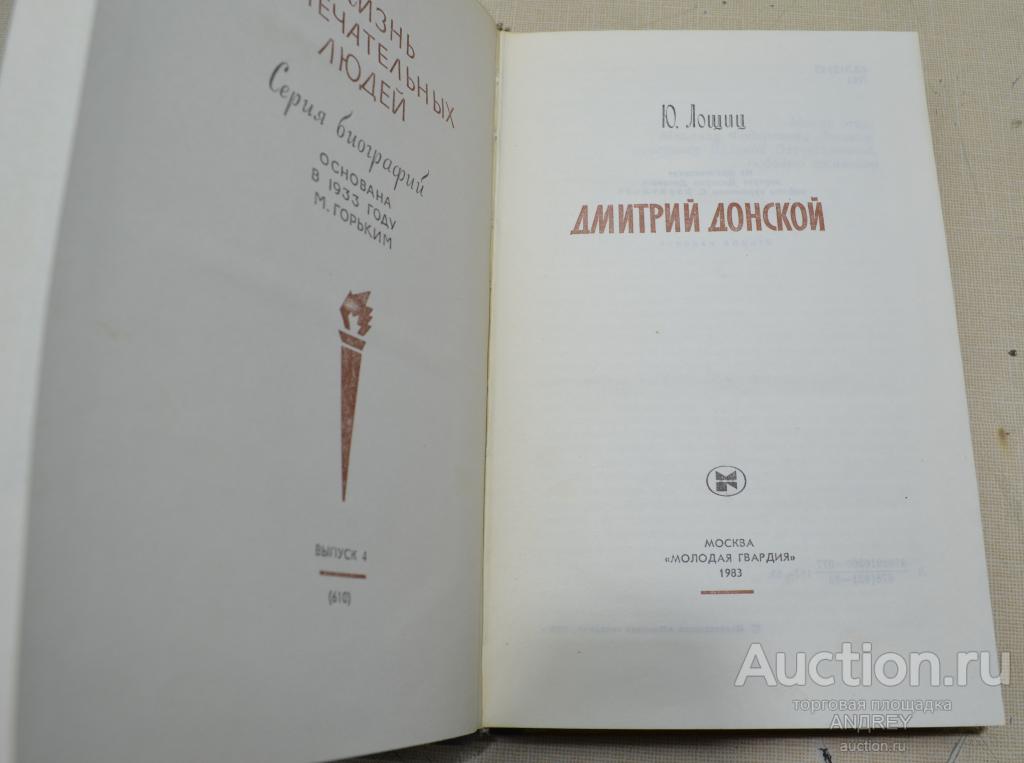 ЖИЗНЬ
ЗАМЕЧАТЕЛЬНЫХ
ЛЮДЕЙ
Серия биографий
ОСНОВАНА
В 1933 ГОДУ
М. ГОРЬКИМ
ВЫПУСК 4
(610)
Ю. Лощиц
ДМИТРИЙ ДОНСКОЙ
МОСКВА
«МОЛОДАЯ ГВАРДИЯ»
1983
Auction.ru
торговая площадка
ANDREY
auction.ru